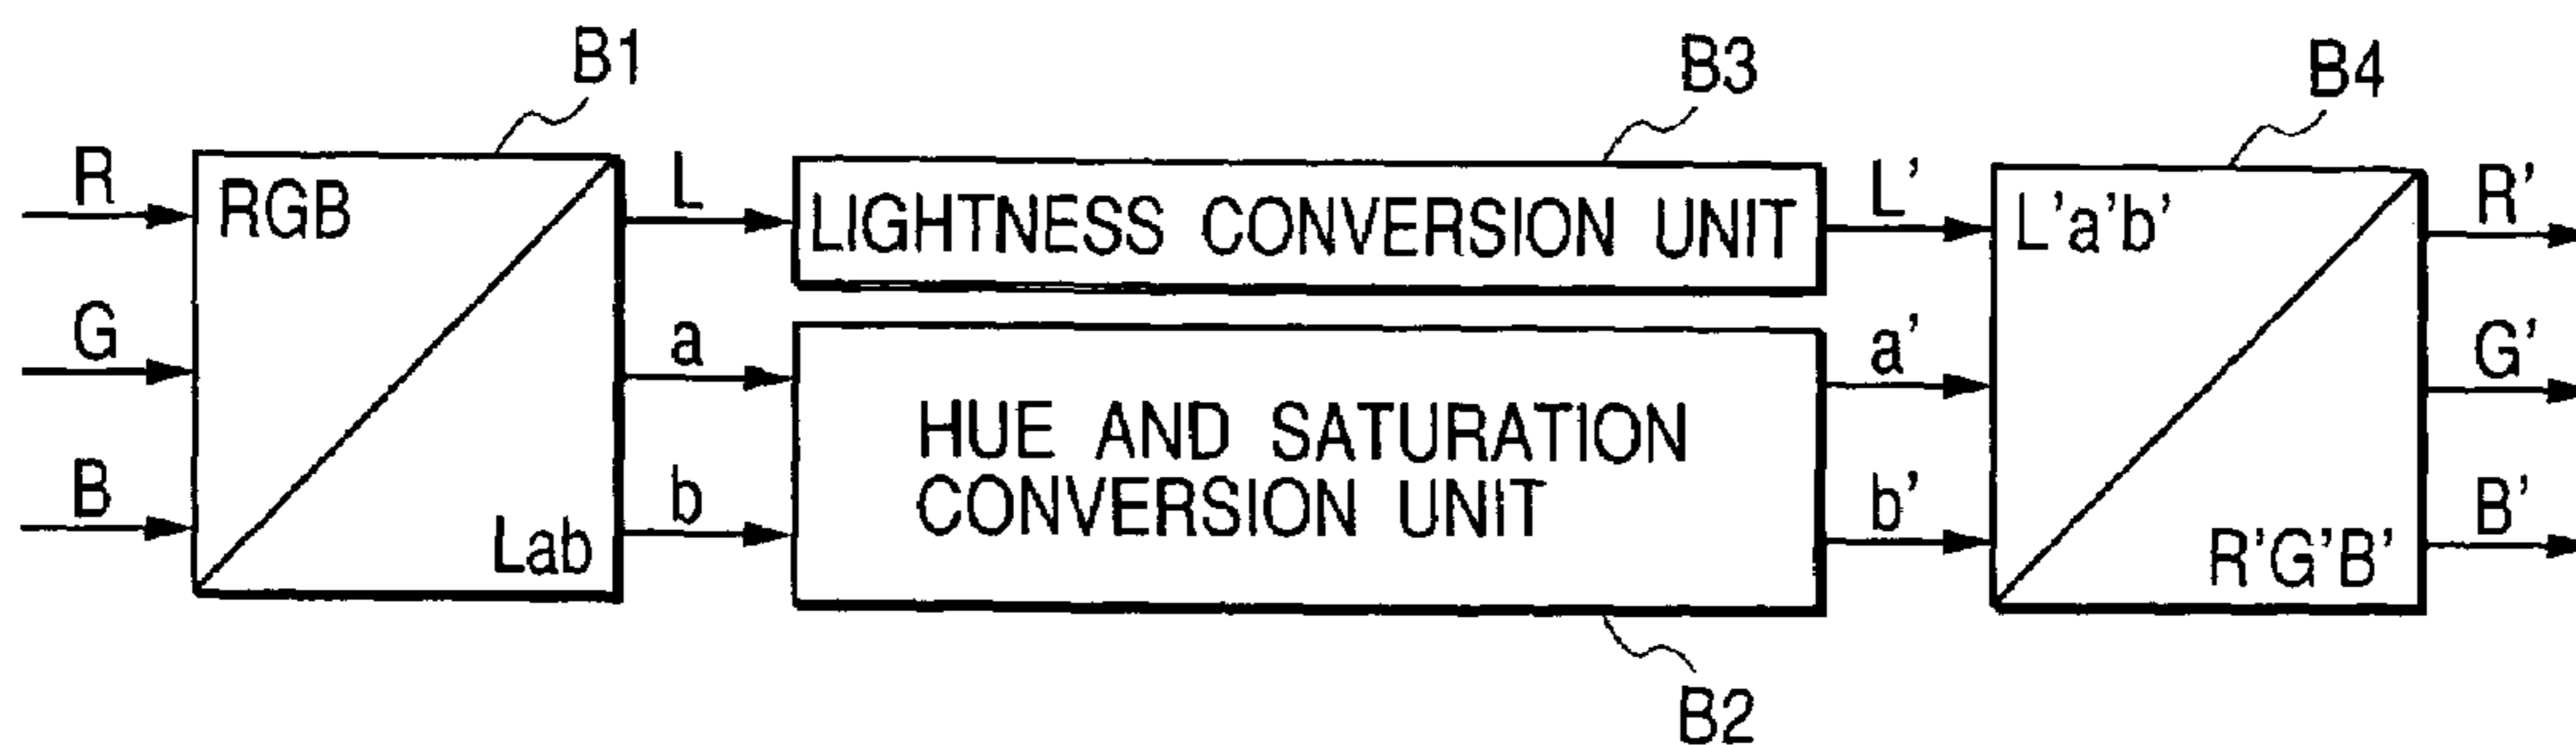 B1
B3
B4
R
RGB
L
LIGHTNESS CONVERSION UNIT
L'
L'a'b'
R'
G
a
a'
G'
HUE AND SATURATION
CONVERSION UNIT
B
Lab
b
b'
R'G'B'
B'
B2